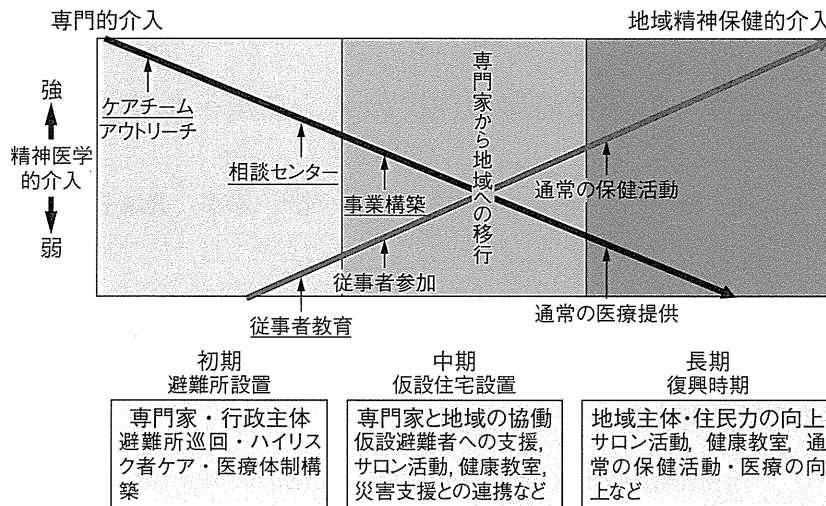 専門的介入
地域精神保健的介入
強
精神医学
的介入
弱
ケアチーム
アウトリーチ
相談センター
事業構築
専門家から地域への移行
通常の保健活動
従事者参加
従事者教育
通常の医療提供
初期
避難所設置
専門家・行政主体
避難所巡回・ハイリス
ク者ケア・医療体制構
築
中期
仮設住宅設置
専門家と地域の協働
仮設避難者への支援,
サロン活動, 健康教室,
災害支援との連携など
長期
復興時期
地域主体・住民力の向上
サロン活動, 健康教室, 通
常の保健活動・医療の向
上など